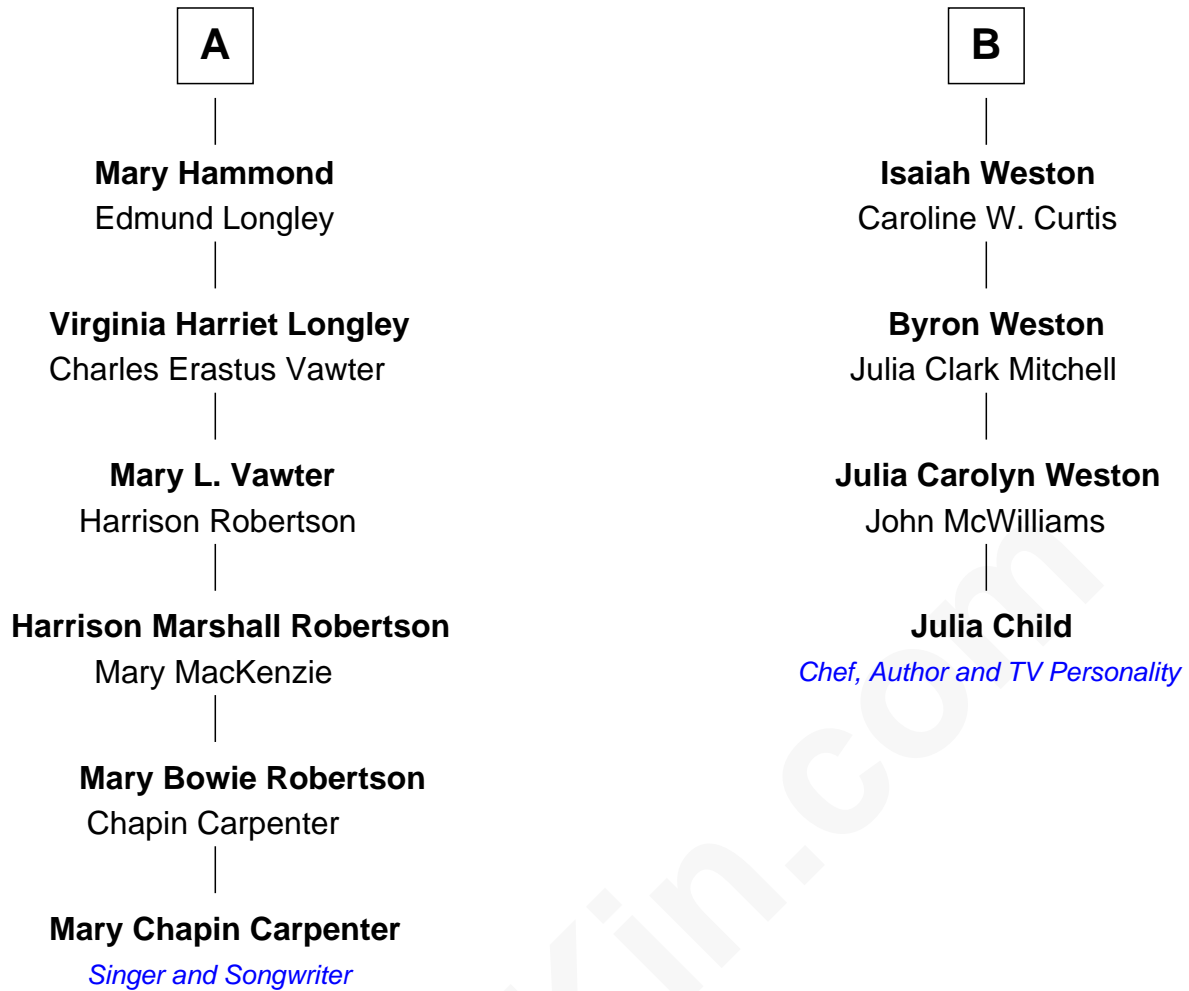 A
Mary Hammond
Edmund Longley
Virginia Harriet Longley
Charles Erastus Vawter
Mary L. Vawter
Harrison Robertson
Harrison Marshall Robertson
Mary MacKenzie
Mary Bowie Robertson
Chapin Carpenter
Mary Chapin Carpenter
Singer and Songwriter
B
Isaiah Weston
Caroline W. Curtis
Byron Weston
Julia Clark Mitchell
Julia Carolyn Weston
John McWilliams
Julia Child
Chef, Author and TV Personality